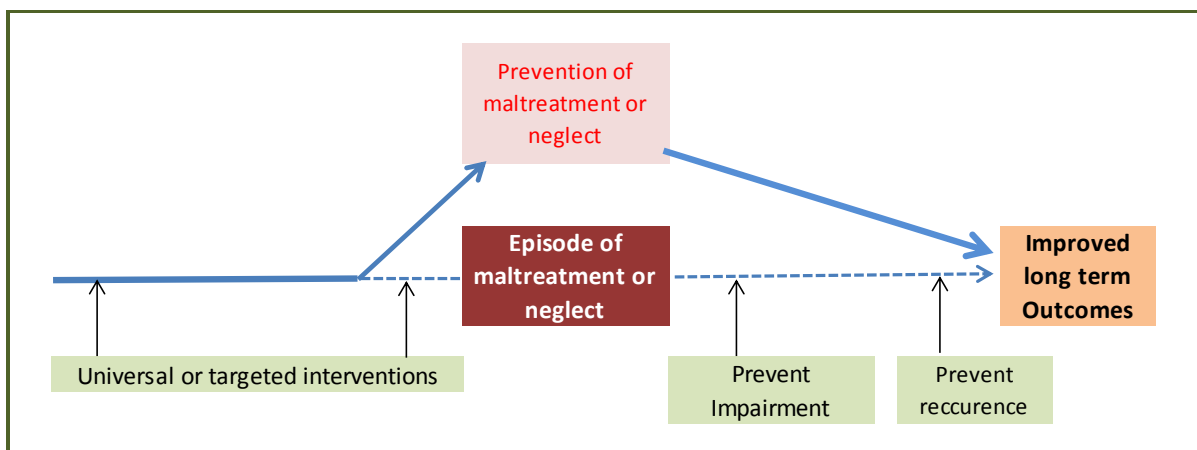 Prevention of
maltreatment or
neglect
Episode of
maltreatment or
neglect
Improved
long term
Outcomes
Universal or targeted interventions
Prevent
Impairment
Prevent
reccurence